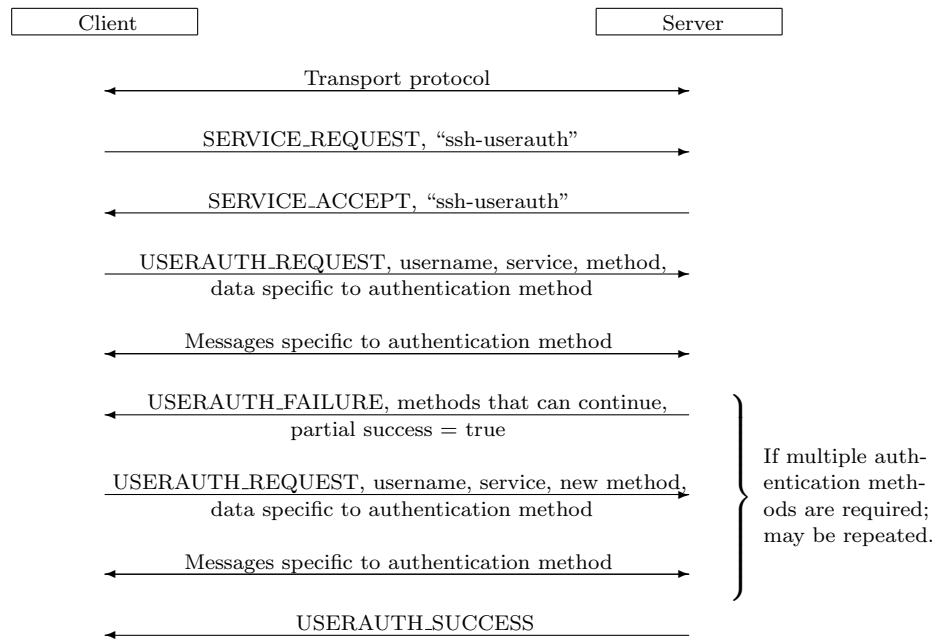 Client
Server
Transport protocol
SERVICE_REQUEST, “ssh-userauth”
SERVICE_ACCEPT, “ssh-userauth”
USERAUTH_REQUEST, username, service, method,
data specific to authentication method
Messages specific to authentication method
USERAUTH_FAILURE, methods that can continue,
partial success = true
USERAUTH_REQUEST, username, service, new method,
data specific to authentication method
Messages specific to authentication method
If multiple auth-
entication meth-
ods are required;
may be repeated.
USERAUTH_SUCCESS